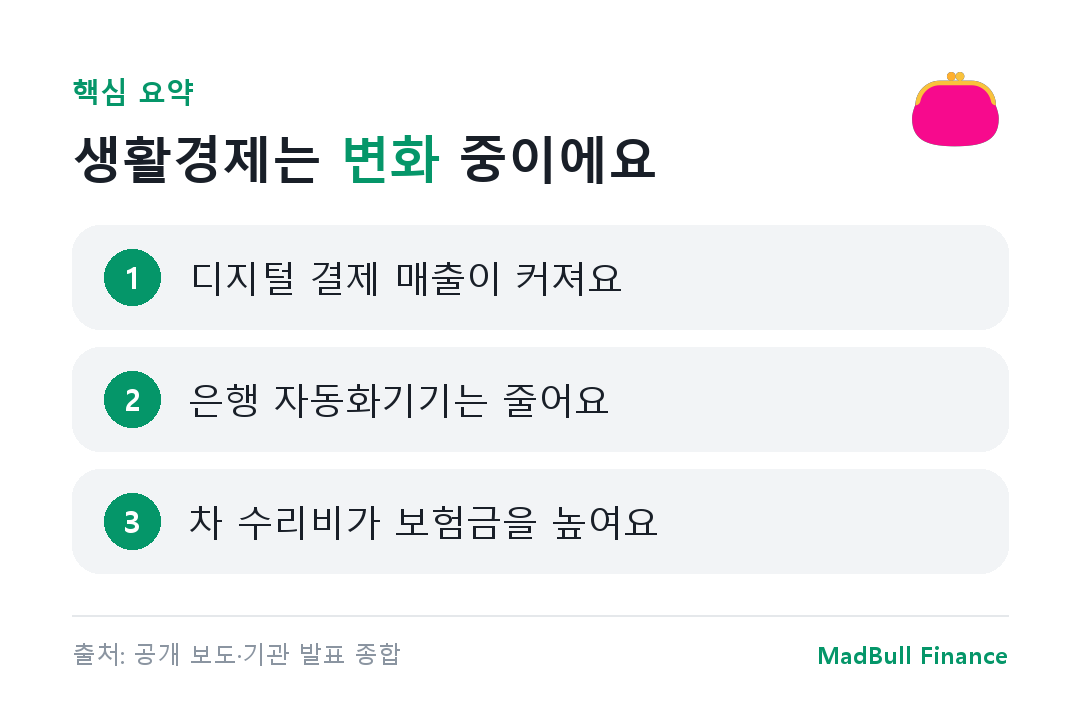 핵심 요약
생활경제는 변화 중이에요
1 디지털 결제 매출이 커져요
2 은행 자동화기기는 줄어요
3 차 수리비가 보험금을 높여요
출처: 공개 보도·기관 발표 종합
MadBull Finance